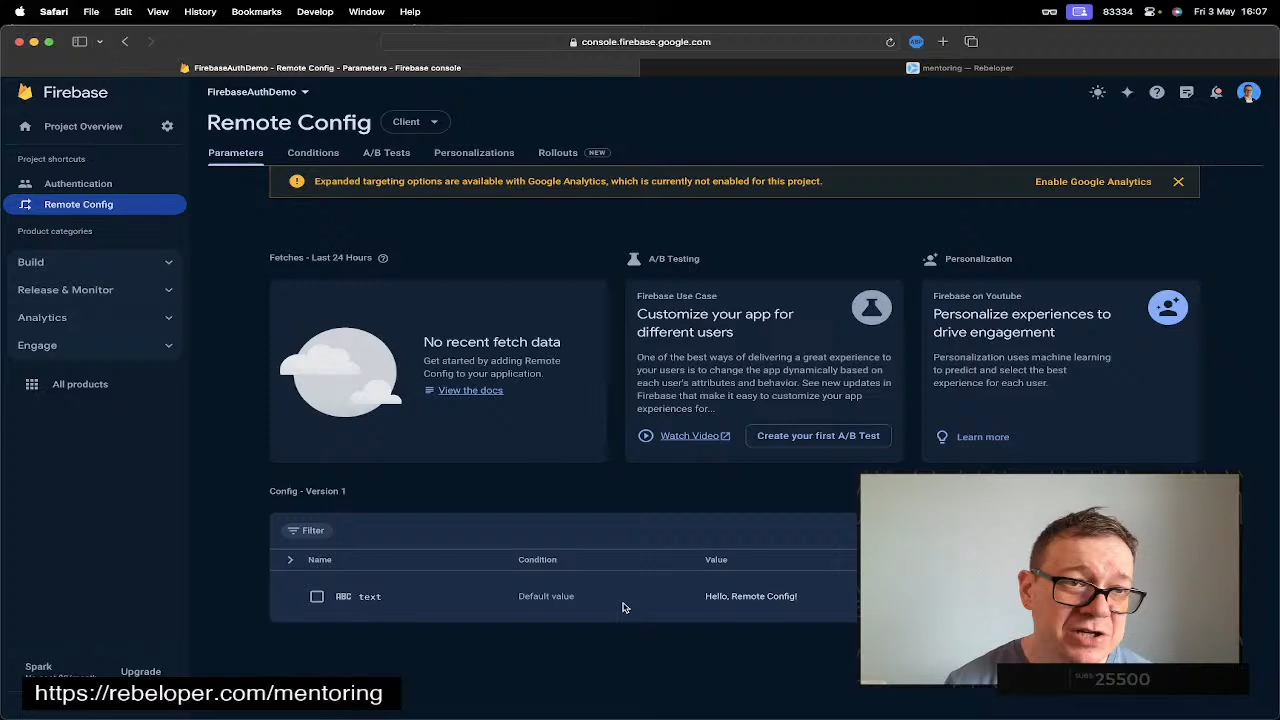 Safari File Edit View History Bookmarks Develop Window Help 83334 Fri 3 May 16:07
console.firebase.google.com ABP
FirebaseAuthDemo – Remote Config – Parameters – Firebase console mentoring — Rebeloper
Firebase
FirebaseAuthDemo
Project Overview
Remote Config Client
Project shortcuts
Parameters Conditions A/B Tests Personalizations Rollouts NEW
Authentication
Expanded targeting options are available with Google Analytics, which is currently not enabled for this project. Enable Google Analytics
Remote Config
Product categories
Build
Release & Monitor
Analytics
Engage
All products
Fetches - Last 24 Hours
No recent fetch data
Get started by adding Remote
Config to your application.
View the docs
A/B Testing
Firebase Use Case
Customize your app for
different users
One of the best ways of delivering a great experience to
your users is to change the app dynamically based on
each user's attributes and behavior. See new updates in
Firebase that make it easy to customize your app
experiences for...
Watch Video Create your first A/B Test
Personalization
Firebase on Youtube
Personalize experiences to
drive engagement
Personalization uses machine learning
to predict and select the best
experience for each user.
Learn more
Config - Version 1
Filter
Name Condition Value
ABC text Default value Hello, Remote Config!
Spark Upgrade
https://rebeloper.com/mentoring
SUBS 25500